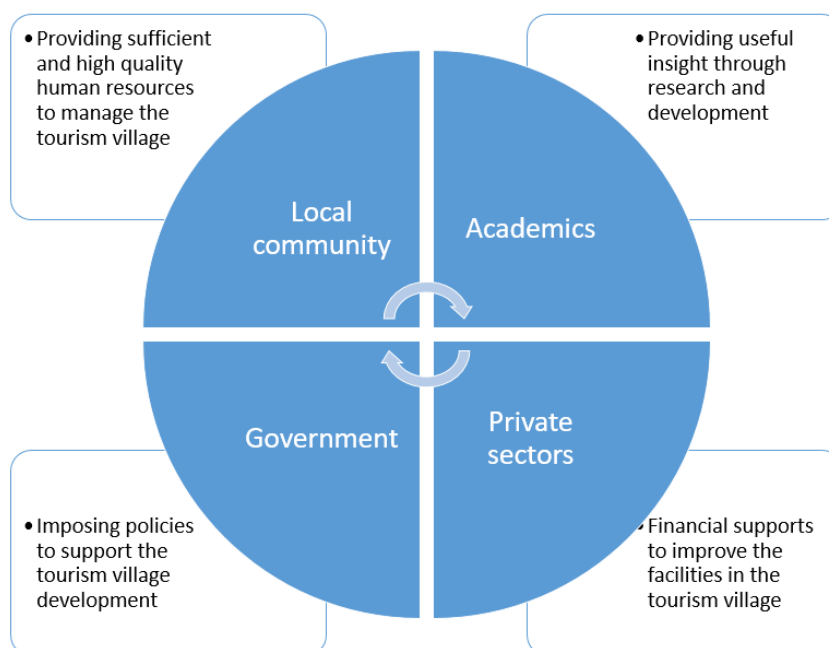 • Providing sufficient
and high quality
human resources
to manage the
tourism village
• Providing useful
insight through
research and
development
Local
community
Academics
Government
Private
sectors
• Imposing policies
to support the
tourism village
development
• Financial supports
to improve the
facilities in the
tourism village